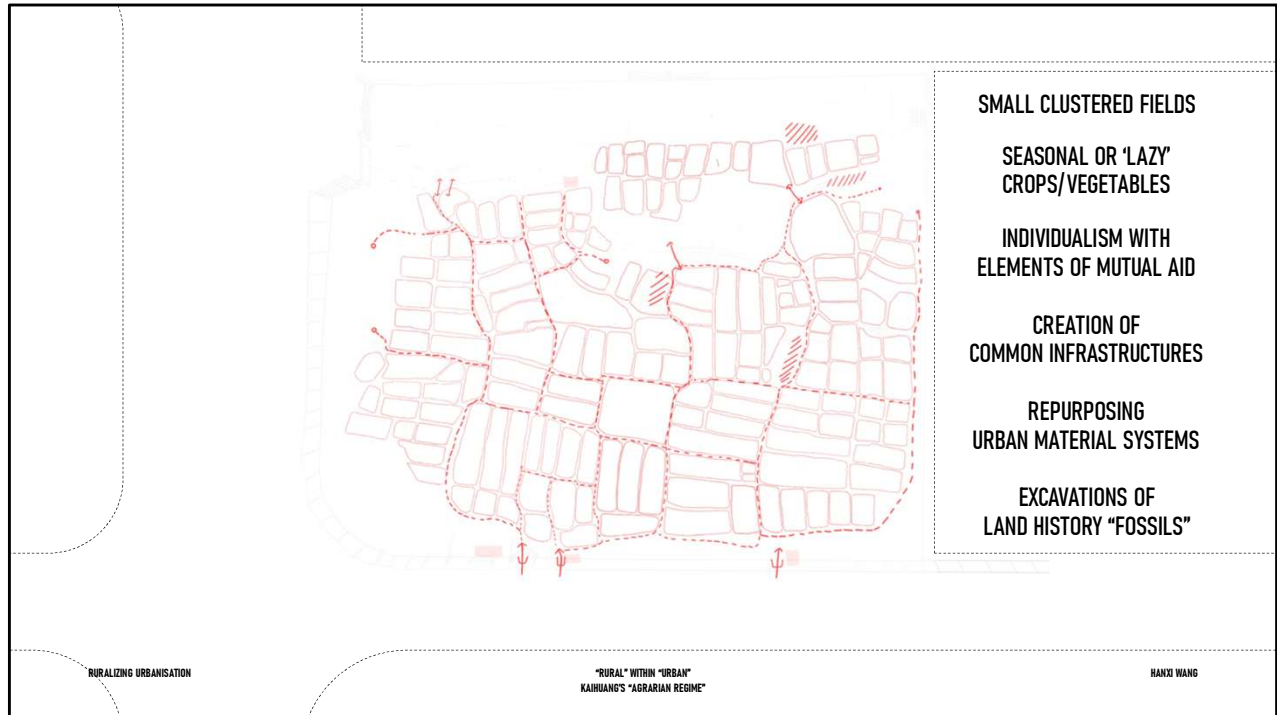 SMALL CLUSTERED FIELDS
SEASONAL OR ‘LAZY’
CROPS/VEGETABLES
INDIVIDUALISM WITH
ELEMENTS OF MUTUAL AID
CREATION OF
COMMON INFRASTRUCTURES
REPURPOSING
URBAN MATERIAL SYSTEMS
EXCAVATIONS OF
LAND HISTORY “FOSSILS”
RURALIZING URBANISATION
“RURAL” WITHIN “URBAN”
KAIHUANG’S “AGRARIAN REGIME”
HANXI WANG